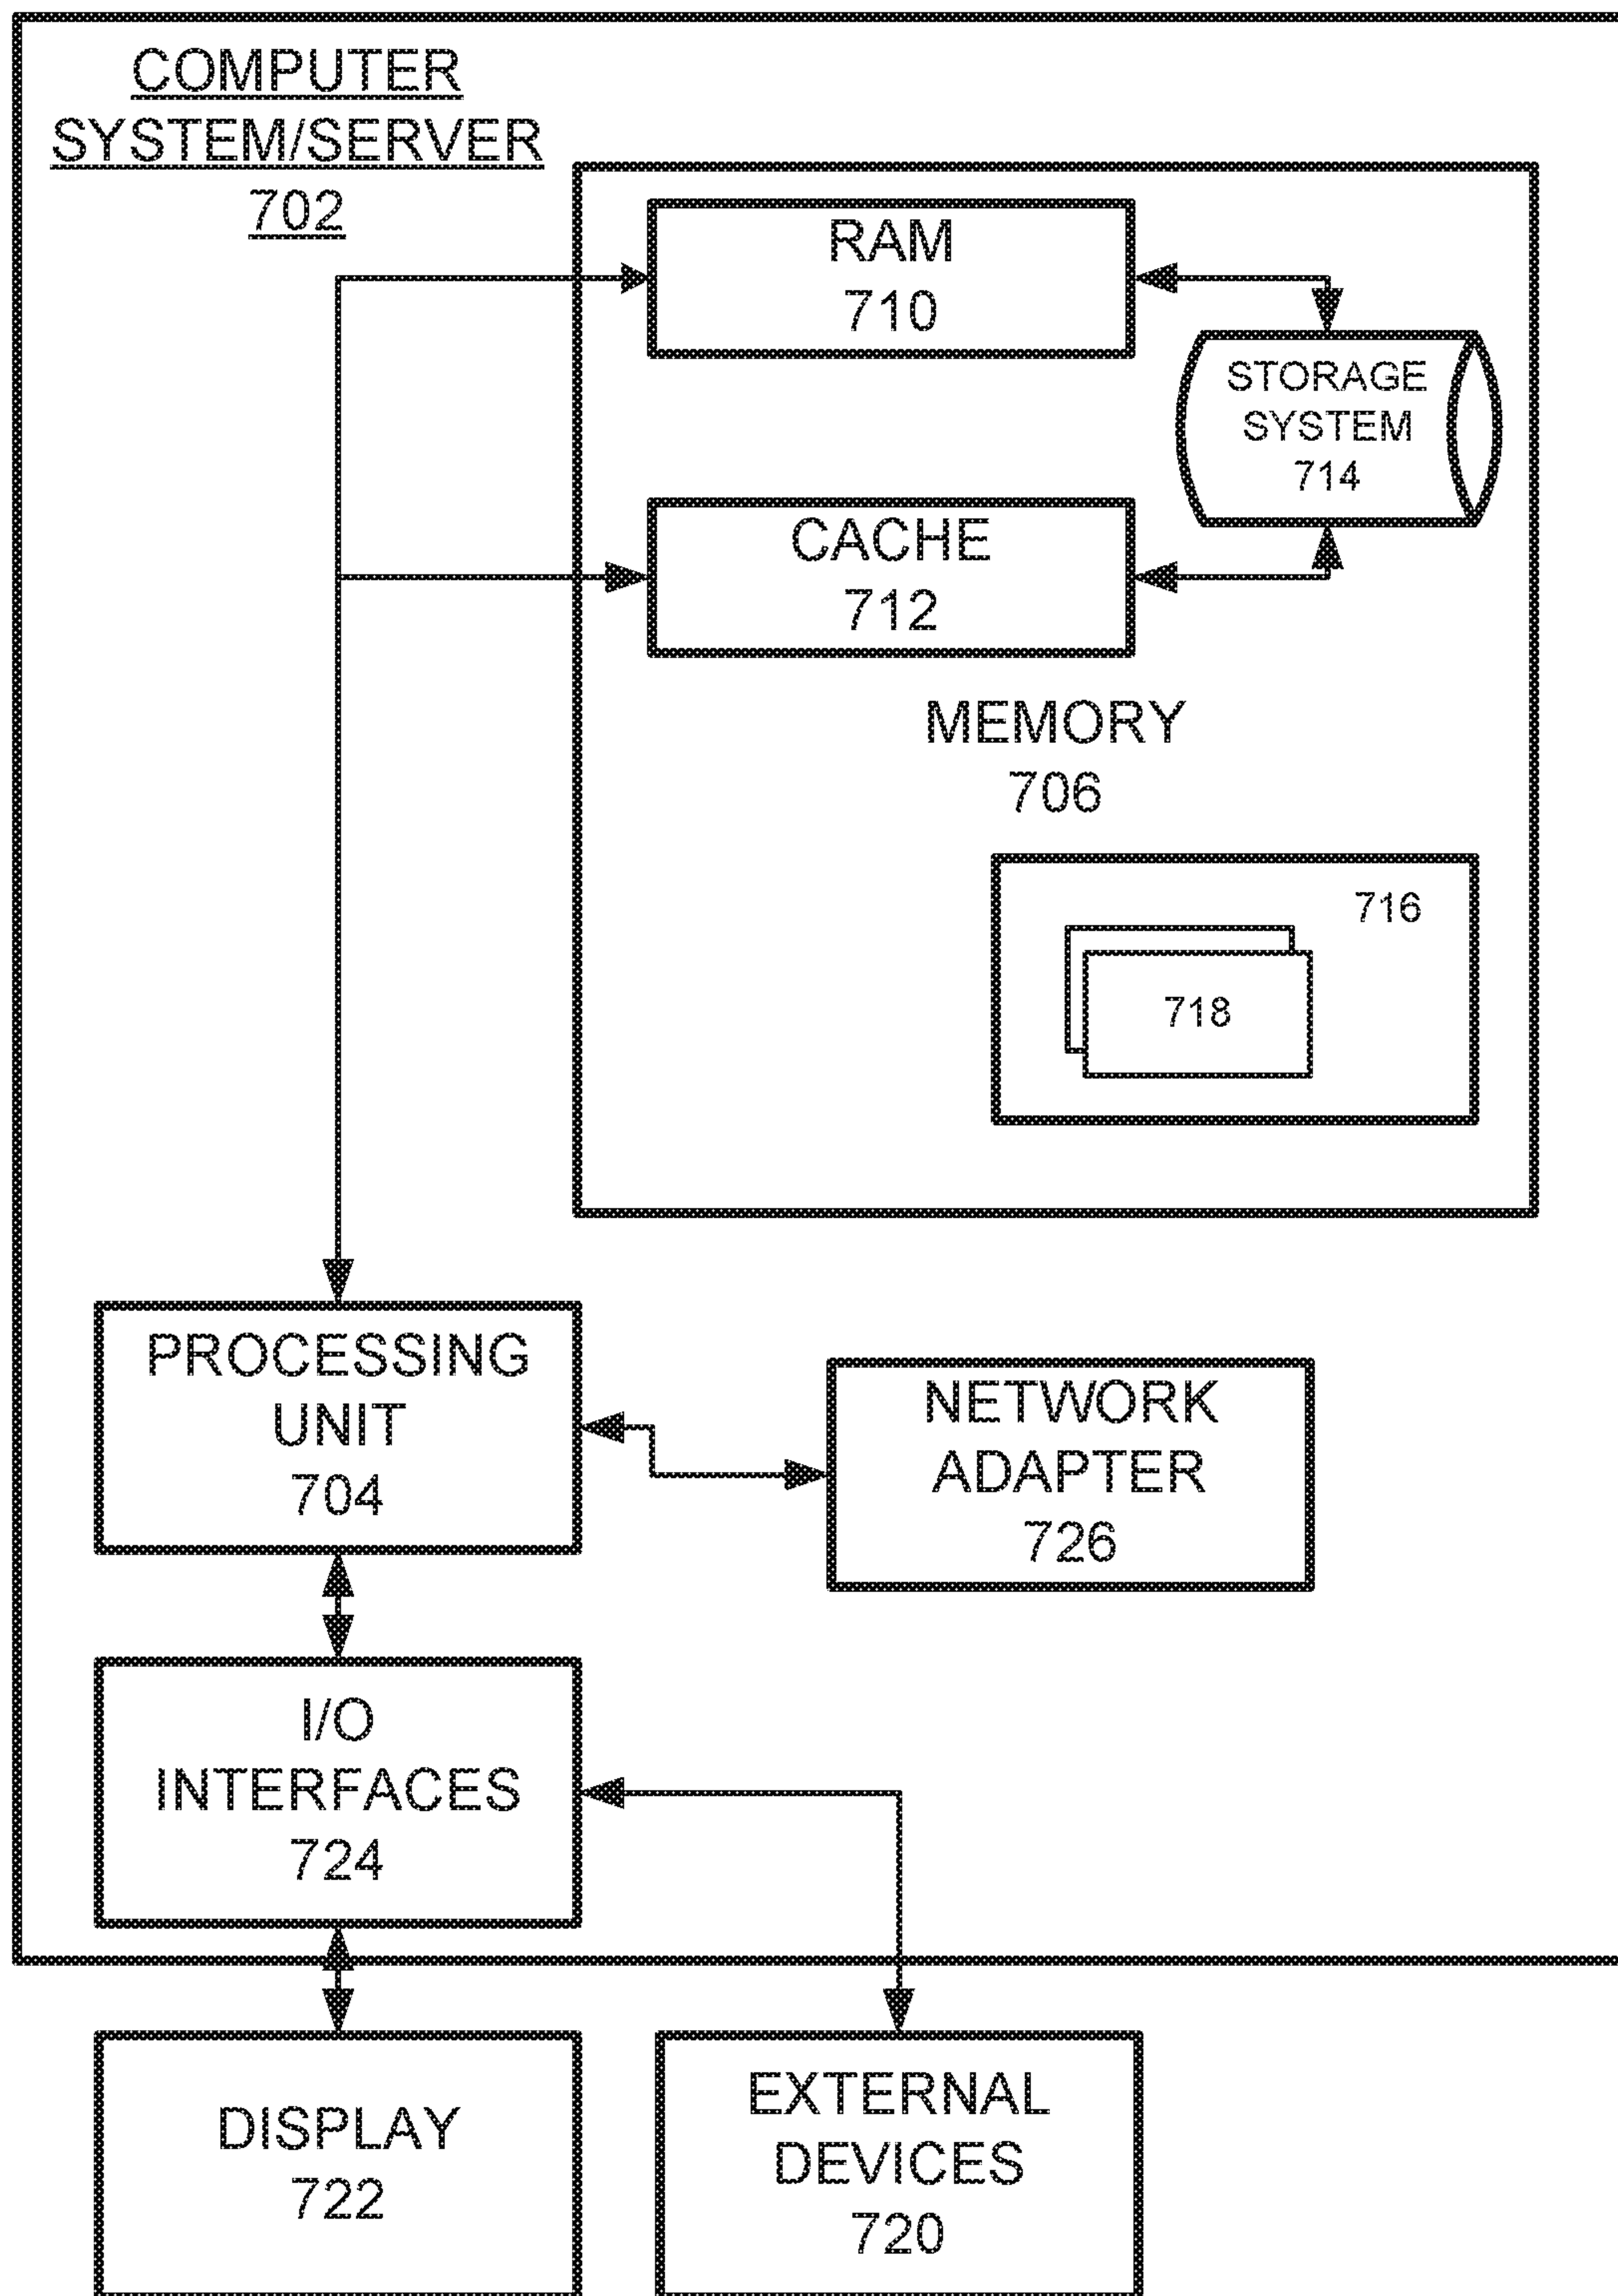 COMPUTER
SYSTEM/SERVER
702
RAM
710
STORAGE
SYSTEM
714
CACHE
712
MEMORY
706
716
718
PROCESSING
UNIT
704
NETWORK
ADAPTER
726
I/O
INTERFACES
724
DISPLAY
722
EXTERNAL
DEVICES
720